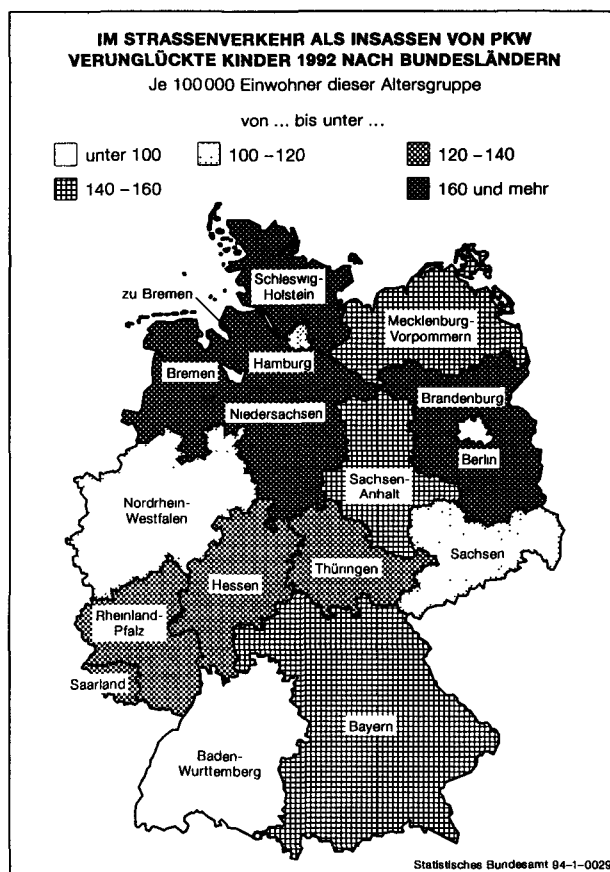 IM STRASSENVERKEHR ALS INSASSEN VON PKW
VERUNGLÜCKTE KINDER 1992 NACH BUNDESLÄNDERN
Je 100 000 Einwohner dieser Altersgruppe
von ... bis unter ...
unter 100
100 – 120
120 – 140
140 – 160
160 und mehr
Schleswig-
Holstein
zu Bremen
Mecklenburg-
Vorpommern
Hamburg
Bremen
Brandenburg
Niedersachsen
Berlin
Sachsen-
Anhalt
Nordrhein-
Westfalen
Sachsen
Thüringen
Hessen
Rheinland-
Pfalz
Saarland
Bayern
Baden-
Wurttemberg
Statistisches Bundesamt 94-1-0029